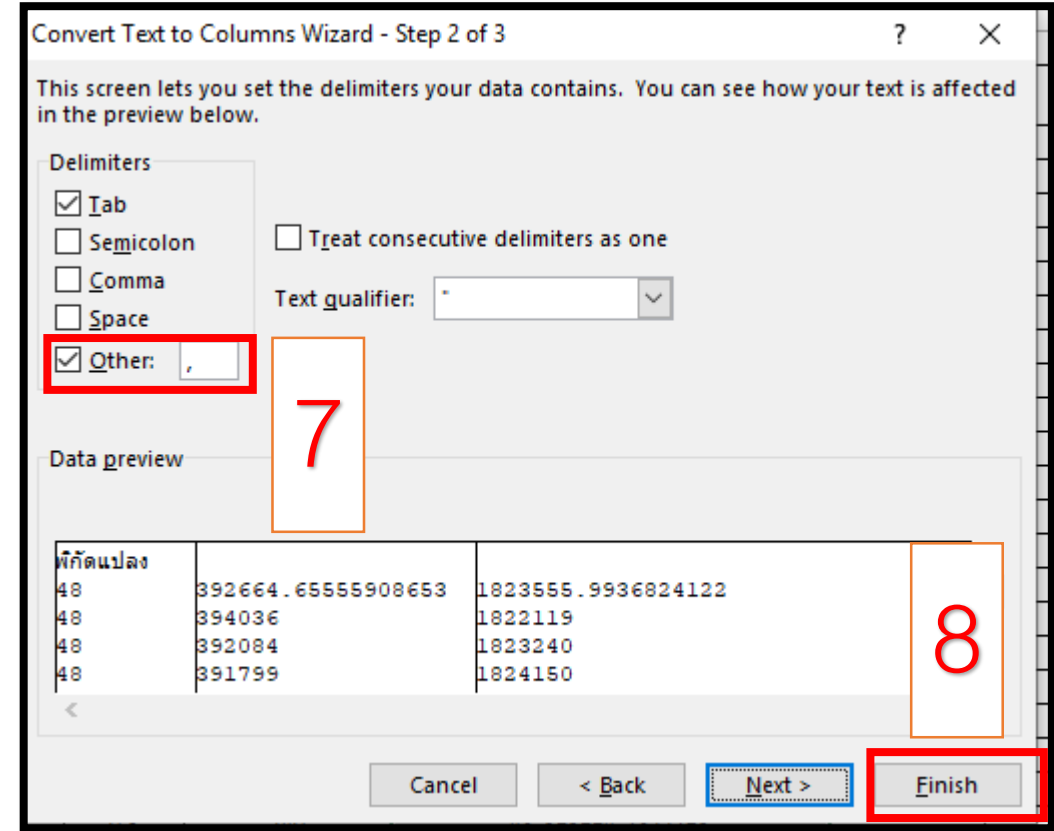 Convert Text to Columns Wizard - Step 2 of 3 ? ×
This screen lets you set the delimiters your data contains. You can see how your text is affected
in the preview below.
Delimiters
Tab
Semicolon
Comma
Space
Other: ,
Treat consecutive delimiters as one
Text qualifier: "
7
Data preview
พิกัดแปลง
48 392664.65555908653 1823555.9936824122
48 394036 1822119
48 392084 1823240
48 391799 1824150
8
Cancel < Back Next > Finish